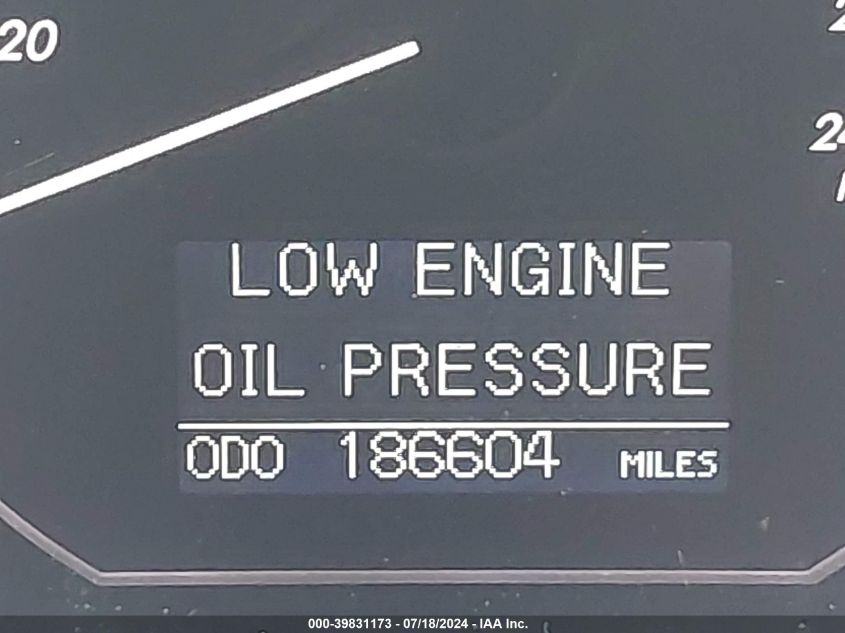 20
LOW ENGINE
OIL PRESSURE
ODO 186604 MILES
000-39831173 - 07/18/2024 - IAA Inc.